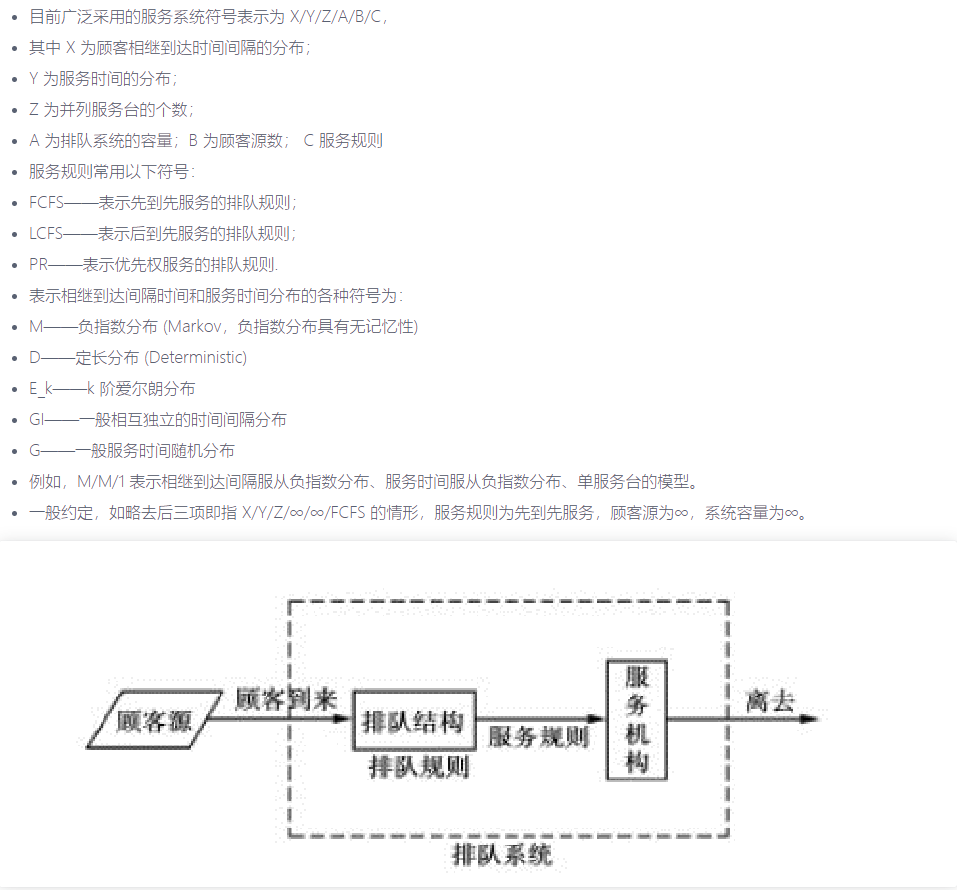 目前广泛采用的服务系统符号表示为 X/Y/Z/A/B/C，
其中 X 为顾客相继到达时间间隔的分布；
Y 为服务时间的分布；
Z 为并列服务台的个数；
A 为排队系统的容量；B 为顾客源数； C 服务规则
服务规则常用以下符号：
FCFS——表示先到先服务的排队规则；
LCFS——表示后到先服务的排队规则；
PR——表示优先权服务的排队规则.
表示相继到达间隔时间和服务时间分布的各种符号为：
M——负指数分布 (Markov，负指数分布具有无记忆性)
D——定长分布 (Deterministic)
E_k——k 阶爱尔朗分布
GI——一般相互独立的时间间隔分布
G——一般服务时间随机分布
例如，M/M/1 表示相继到达间隔服从负指数分布、服务时间服从负指数分布、单服务台的模型。
一般约定，如略去后三项即指 X/Y/Z/∞/∞/FCFS 的情形，服务规则为先到先服务，顾客源为∞，系统容量为∞。
顾客源
顾客到来
排队结构
排队规则
服务规则
服务机构
离去
排队系统